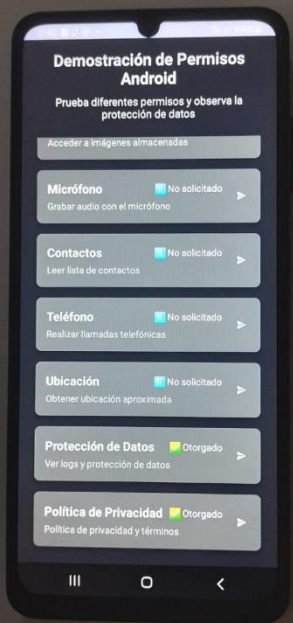 Demostración de Permisos
Android
Prueba diferentes permisos y observa la
protección de datos
Acceder a imágenes almacenadas
Micrófono No solicitado
Grabar audio con el micrófono
Contactos No solicitado
Leer lista de contactos
Teléfono No solicitado
Realizar llamadas telefónicas
Ubicación No solicitado
Obtener ubicación aproximada
Protección de Datos Otorgado
Ver logs y protección de datos
Política de Privacidad Otorgado
Política de privacidad y términos